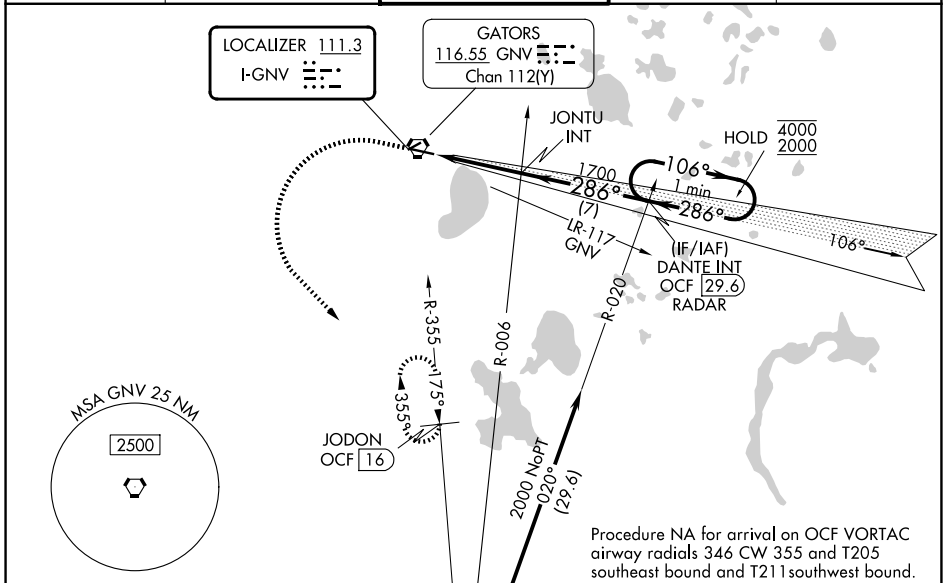 LOCALIZER 111.3
I-GNV
GATORS
116.55 GNV
Chan 112(Y)
JONTU
INT
HOLD
4000
2000
106°
1 min
1700
286°
286°
(7)
LR-117
GNV
106°
(IF/IAF)
DANTE INT
OCF 29.6
RADAR
R-020
R-355
R-006
175°
355°
JODON
OCF 16
MSA GNV 25 NM
2500
2000 NoPT
020°
(29.6)
Procedure NA for arrival on OCF VORTAC
airway radials 346 CW 355 and T205
southeast bound and T211southwest bound.